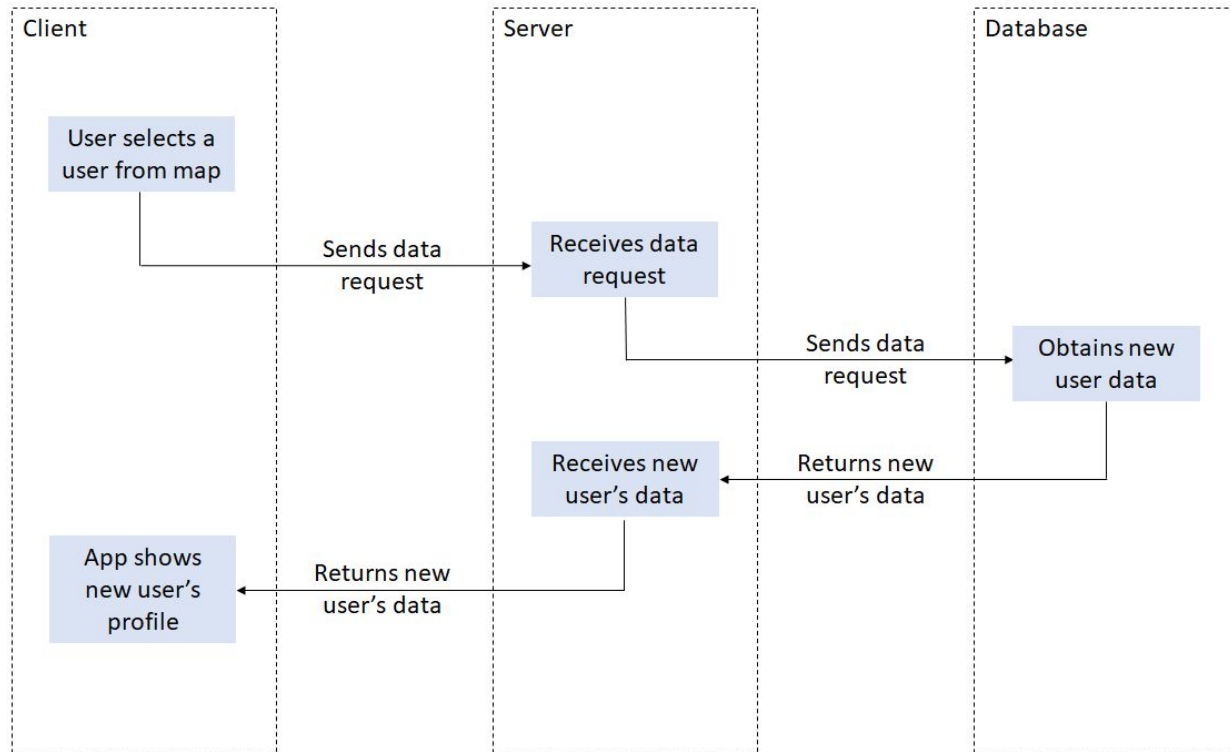 Client
Server
Database
User selects a
user from map
Sends data
request
Receives data
request
Sends data
request
Obtains new
user data
Returns new
user’s data
Receives new
user’s data
Returns new
user’s data
App shows
new user’s
profile